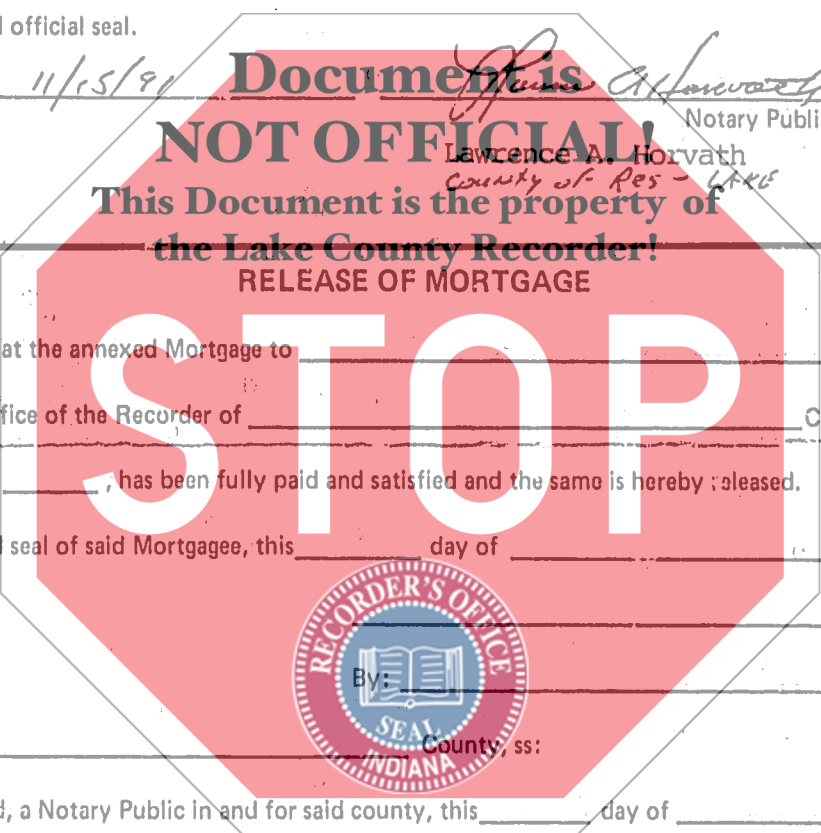 l official seal.
11/15/91
Document is
NOT OFFICIAL!
Notary Publi
Lawrence A. Horvath
County of Res - LAKE
This Document is the property of
the Lake County Recorder!
RELEASE OF MORTGAGE
at the annexed Mortgage to
fice of the Recorder of C
, has been fully paid and satisfied and the same is hereby released.
STOP
l seal of said Mortgagee, this day of
RECORDER'S OFFICE
By:
SEAL
INDIANA
County, ss:
d, a Notary Public in and for said county, this day of